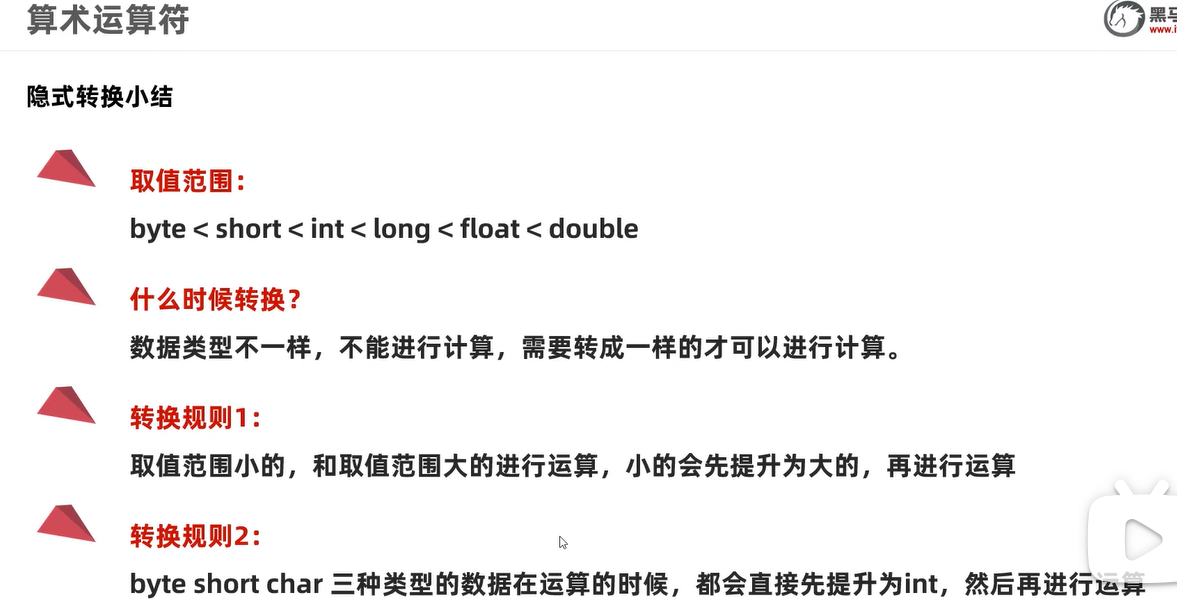 算术运算符
黑马
www.i
隐式转换小结
取值范围：
byte < short < int < long < float < double
什么时候转换？
数据类型不一样，不能进行计算，需要转成一样的才可以进行计算。
转换规则1：
取值范围小的，和取值范围大的进行运算，小的会先提升为大的，再进行运算
转换规则2：
byte short char 三种类型的数据在运算的时候，都会直接先提升为int，然后再进行运算